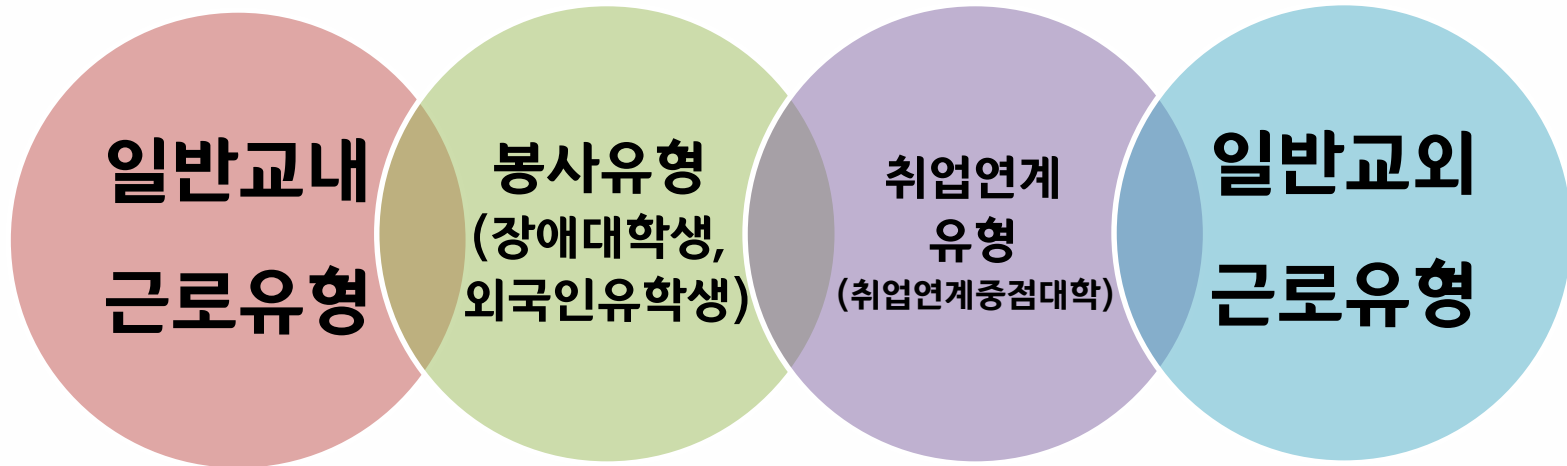 일반교내
근로유형
봉사유형
(장애대학생,
외국인유학생)
취업연계
유형
(취업연계중점대학)
일반교외
근로유형